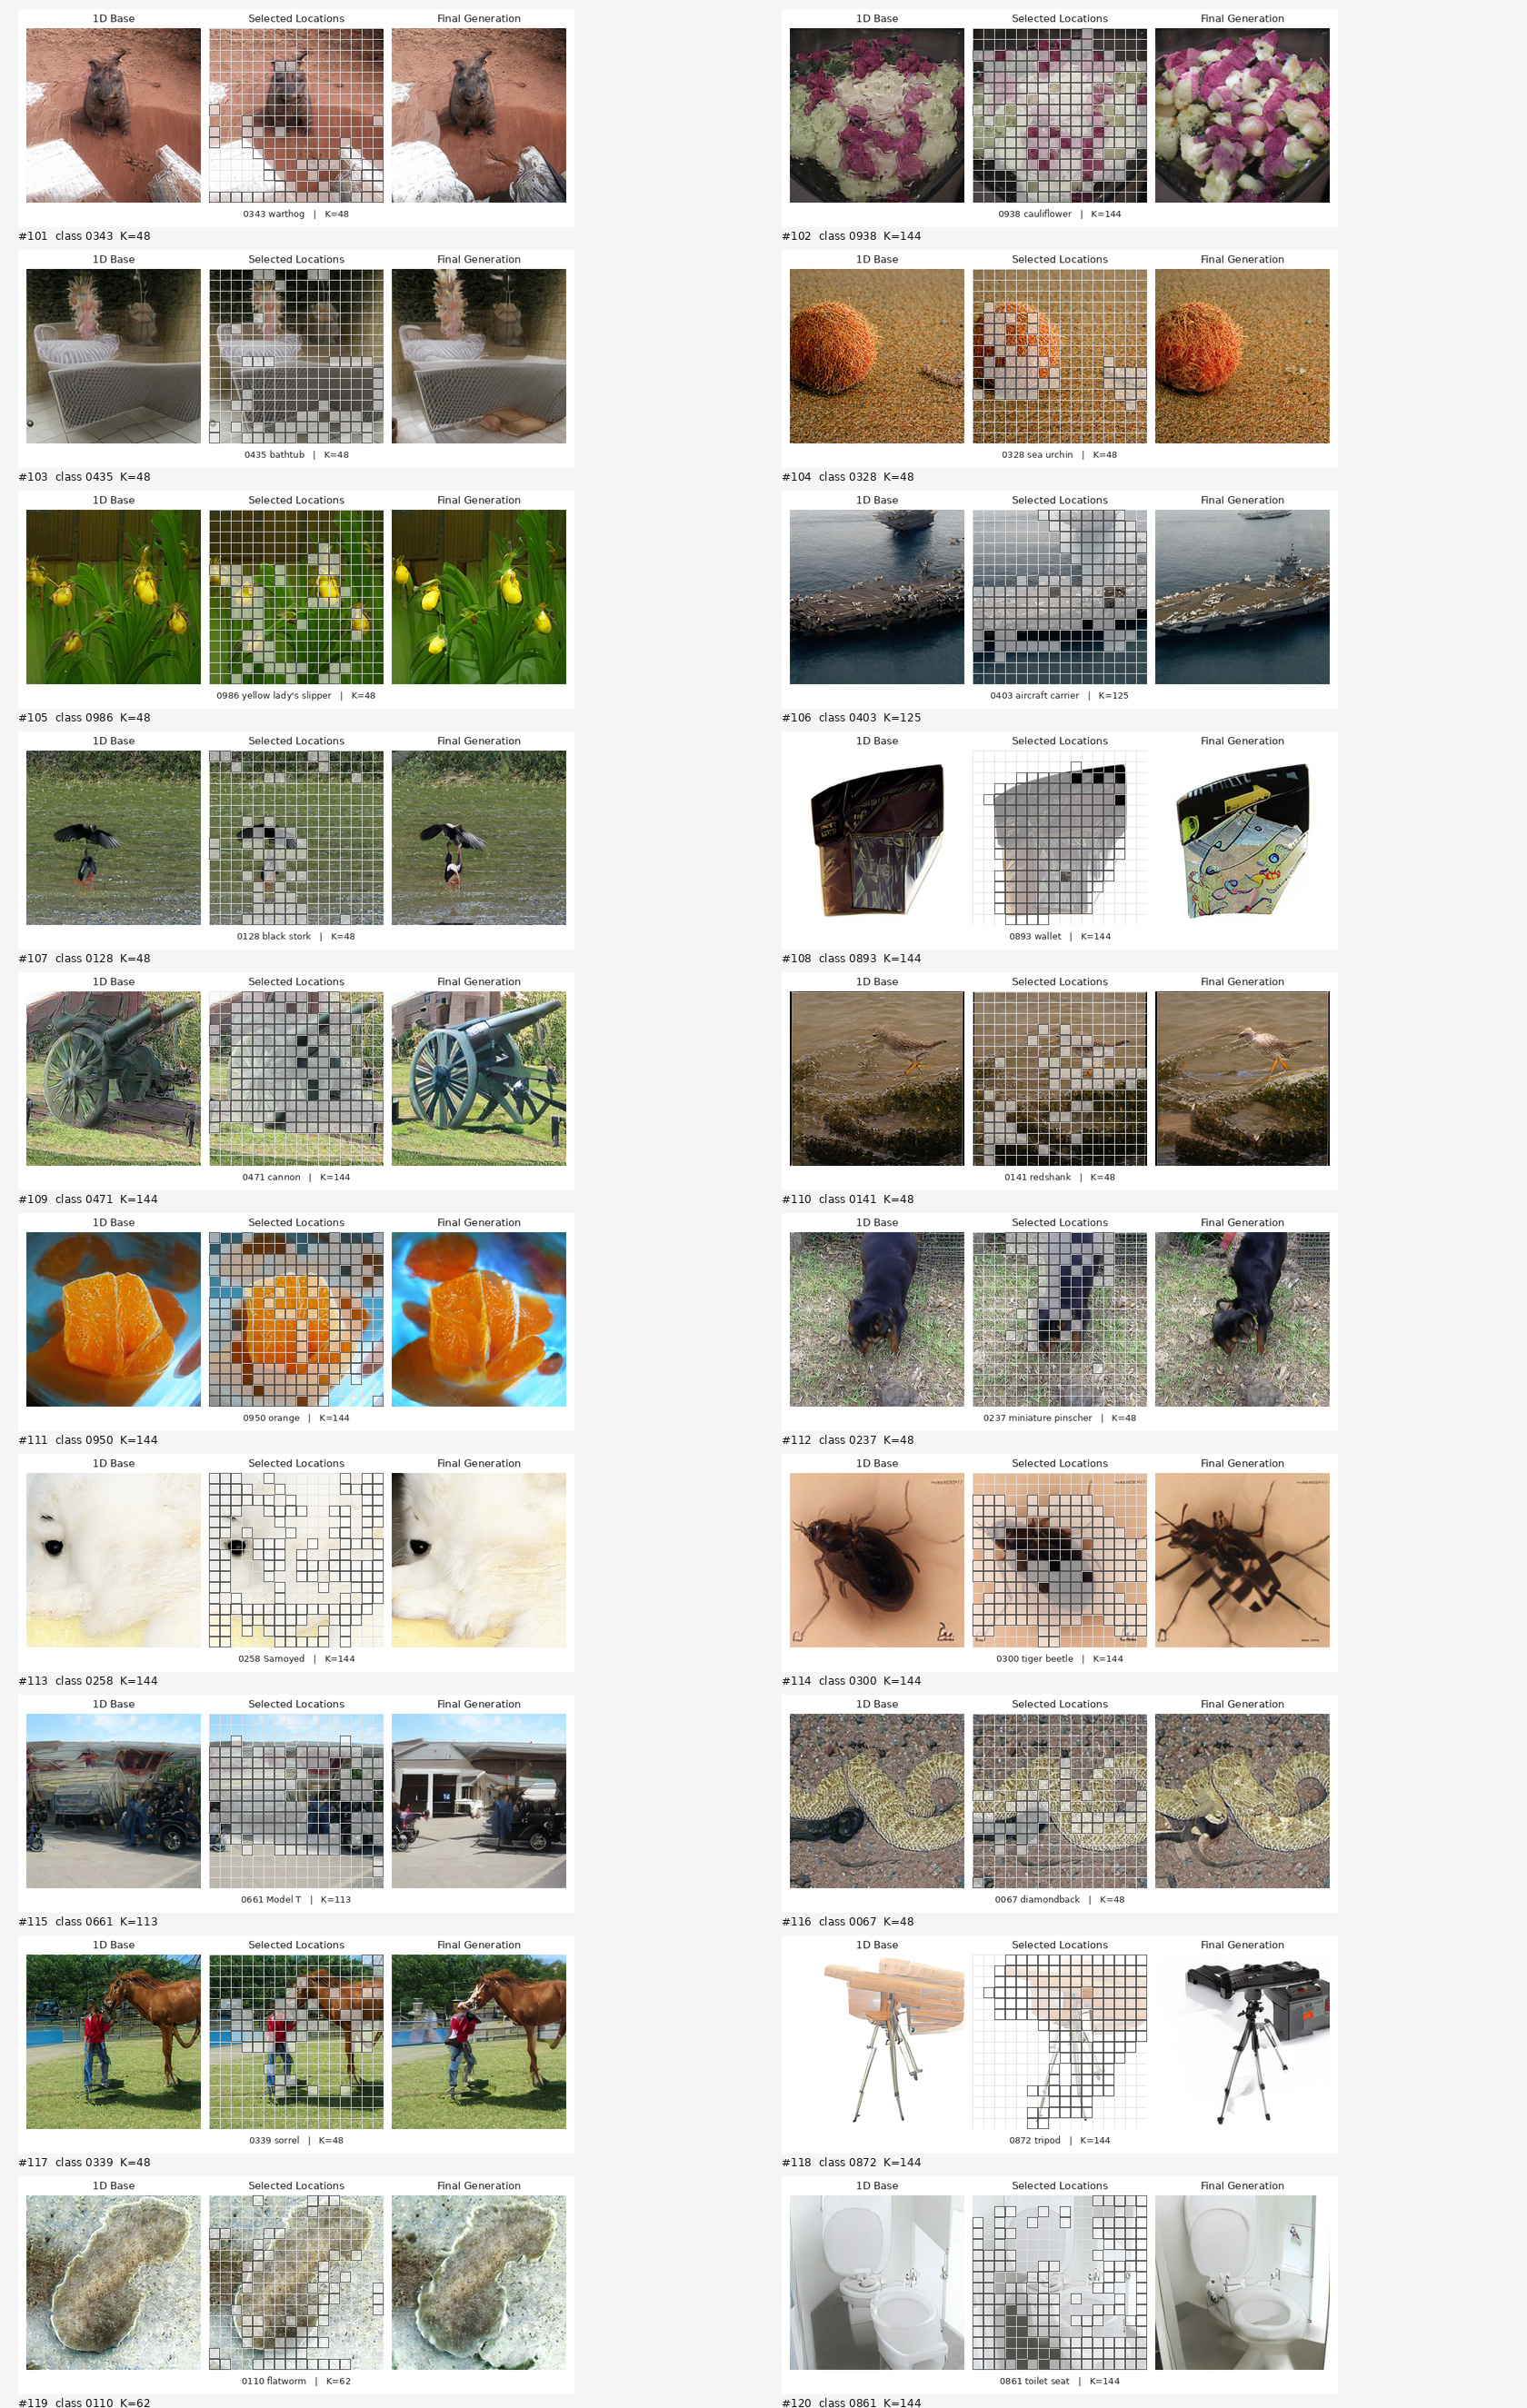 1D Base Selected Locations Final Generation
0343 warthog | K=48
#101 class 0343 K=48
1D Base Selected Locations Final Generation
0938 cauliflower | K=144
#102 class 0938 K=144
1D Base Selected Locations Final Generation
0435 bathtub | K=48
#103 class 0435 K=48
1D Base Selected Locations Final Generation
0328 sea urchin | K=48
#104 class 0328 K=48
1D Base Selected Locations Final Generation
0986 yellow lady's slipper | K=48
#105 class 0986 K=48
1D Base Selected Locations Final Generation
0403 aircraft carrier | K=125
#106 class 0403 K=125
1D Base Selected Locations Final Generation
0128 black stork | K=48
#107 class 0128 K=48
1D Base Selected Locations Final Generation
0893 wallet | K=144
#108 class 0893 K=144
1D Base Selected Locations Final Generation
0471 cannon | K=144
#109 class 0471 K=144
1D Base Selected Locations Final Generation
0141 redshank | K=48
#110 class 0141 K=48
1D Base Selected Locations Final Generation
0950 orange | K=144
#111 class 0950 K=144
1D Base Selected Locations Final Generation
0237 miniature pinscher | K=48
#112 class 0237 K=48
1D Base Selected Locations Final Generation
0258 Samoyed | K=144
#113 class 0258 K=144
1D Base Selected Locations Final Generation
0300 tiger beetle | K=144
#114 class 0300 K=144
1D Base Selected Locations Final Generation
0661 Model T | K=113
#115 class 0661 K=113
1D Base Selected Locations Final Generation
0067 diamondback | K=48
#116 class 0067 K=48
1D Base Selected Locations Final Generation
0339 sorrel | K=48
#117 class 0339 K=48
1D Base Selected Locations Final Generation
0872 tripod | K=144
#118 class 0872 K=144
1D Base Selected Locations Final Generation
0110 flatworm | K=62
#119 class 0110 K=62
1D Base Selected Locations Final Generation
0861 toilet seat | K=144
#120 class 0861 K=144